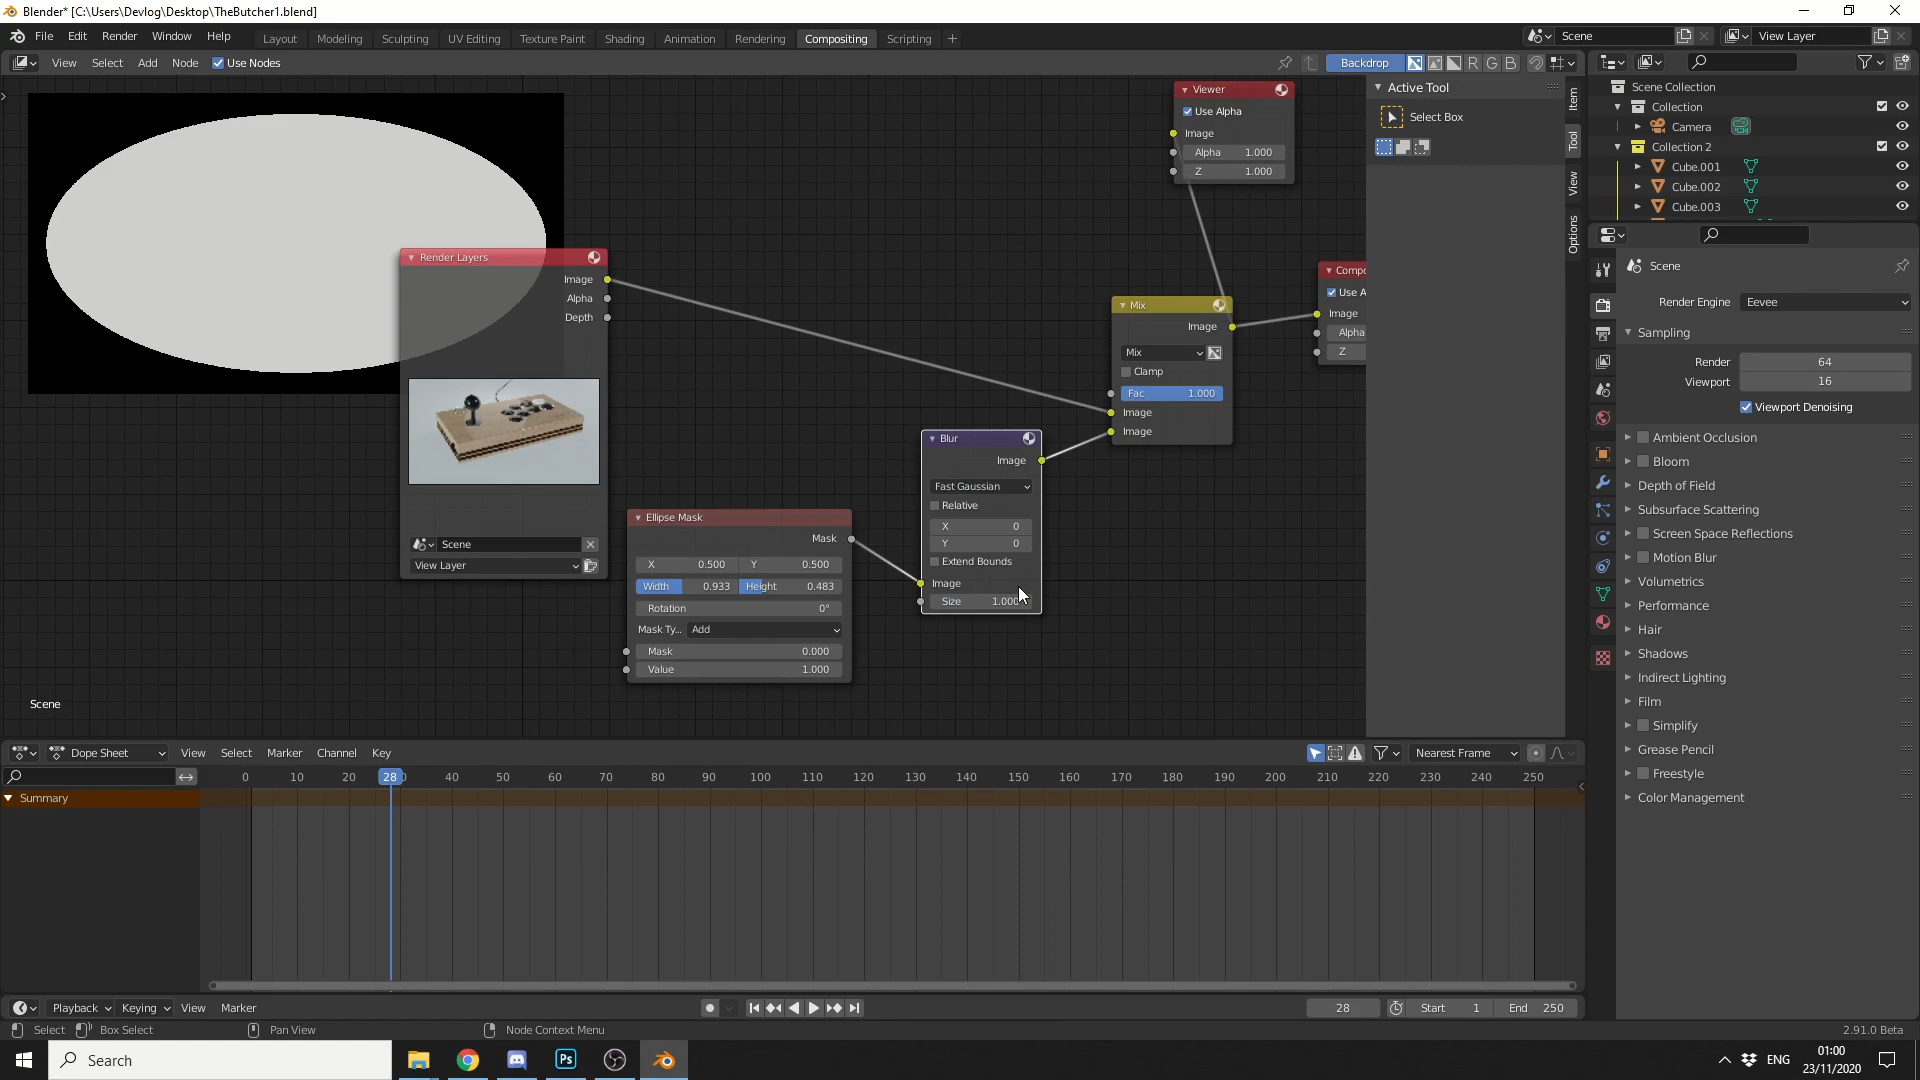 Blender* [C:\Users\Devlog\Desktop\TheButcher1.blend]
File Edit Render Window Help Layout Modeling Sculpting UV Editing Texture Paint Shading Animation Rendering Compositing Scripting + Scene View Layer
View Select Add Node Use Nodes Backdrop R G B
Viewer
Use Alpha
Image
Alpha 1.000
Z 1.000
Active Tool
Select Box
Item
Tool
View
Options
Scene Collection
Collection
Camera
Collection 2
Cube.001
Cube.002
Cube.003
Render Layers
Image
Alpha
Depth
Scene
View Layer
Mix
Image
Mix
Clamp
Fac 1.000
Image
Image
Compo
Use A
Image
Alpha
Z
Blur
Image
Fast Gaussian
Relative
X 0
Y 0
Extend Bounds
Image
Size 1.000
Ellipse Mask
Mask
X 0.500 Y 0.500
Width 0.933 Height 0.483
Rotation 0°
Mask Ty... Add
Mask 0.000
Value 1.000
Scene
Scene
Render Engine Eevee
Sampling
Render 64
Viewport 16
Viewport Denoising
Ambient Occlusion
Bloom
Depth of Field
Subsurface Scattering
Screen Space Reflections
Motion Blur
Volumetrics
Performance
Hair
Shadows
Indirect Lighting
Film
Simplify
Grease Pencil
Freestyle
Color Management
Dope Sheet View Select Marker Channel Key Nearest Frame
0 10 20 28 40 50 60 70 80 90 100 110 120 130 140 150 160 170 180 190 200 210 220 230 240 250
Summary
Playback Keying View Marker 28 Start 1 End 250
Select Box Select Pan View Node Context Menu 2.91.0 Beta
Search Ps ENG 01:00
23/11/2020